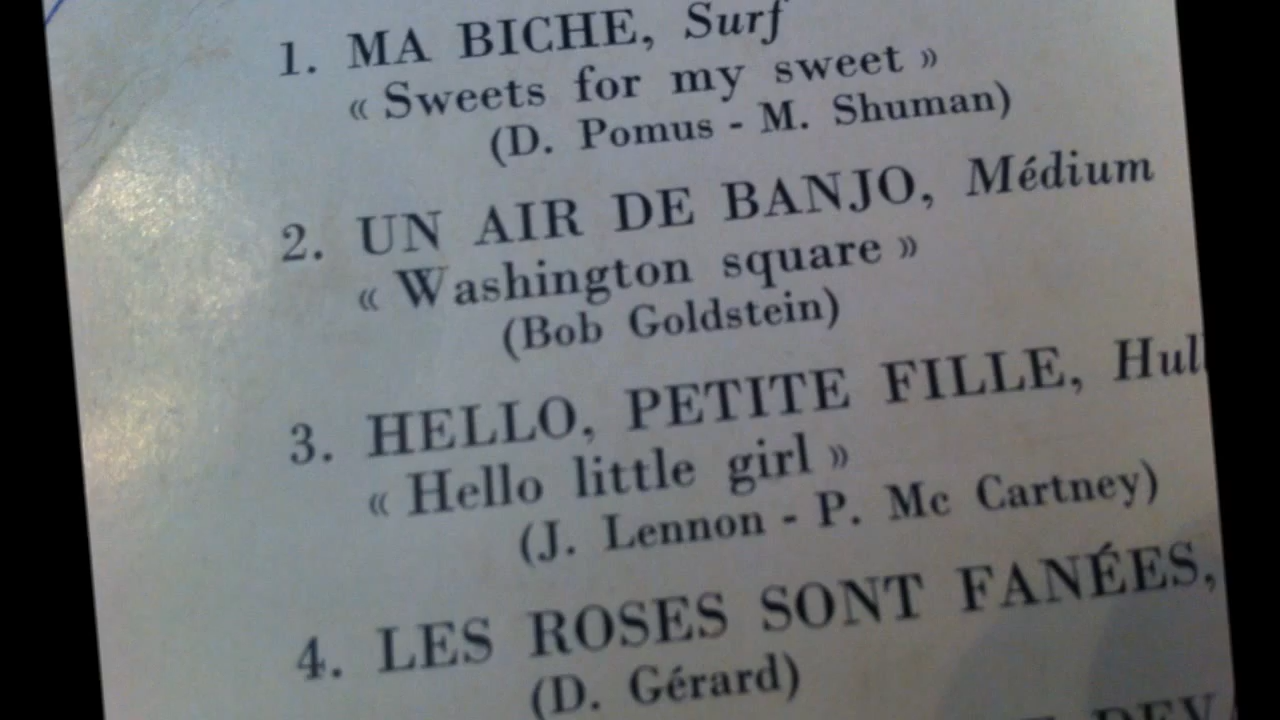 1. MA BICHE, Surf
« Sweets for my sweet »
(D. Pomus - M. Shuman)
2. UN AIR DE BANJO, Médium
« Washington square »
(Bob Goldstein)
3. HELLO, PETITE FILLE,
« Hello little girl »
(J. Lennon - P. Mc Cartney)
4. LES ROSES SONT FANÉES,
(D. Gérard)